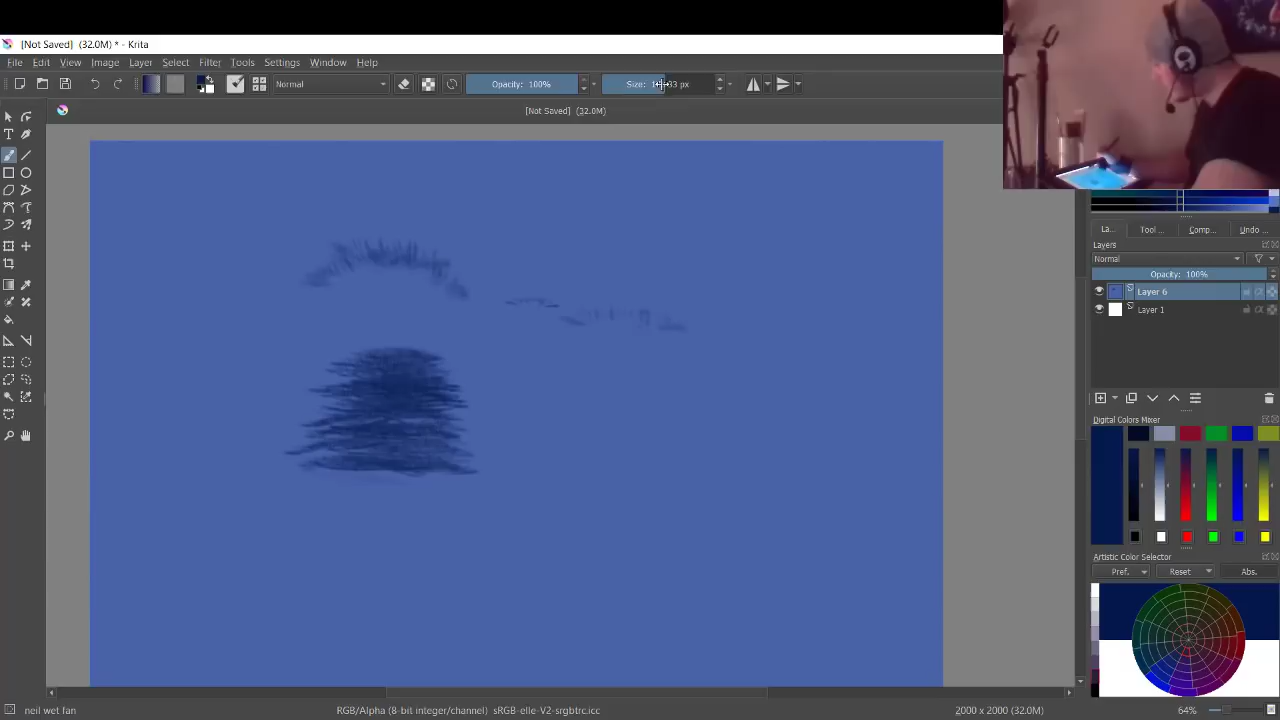 [Not Saved] (32.0M) * - Krita
File Edit View Image Layer Select Filter Tools Settings Window Help
Normal Opacity: 100% Size: px
[Not Saved] (32.0M)
La... Tool ... Comp... Undo ...
Layers
Normal
Opacity: 100%
Layer 6
Layer 1
Digital Colors Mixer
Artistic Color Selector
Pref. Reset Abs.
neil wet fan RGB/Alpha (8-bit integer/channel) sRGB-elle-V2-srgbtrc.icc 2000 x 2000 (32.0M) 64%